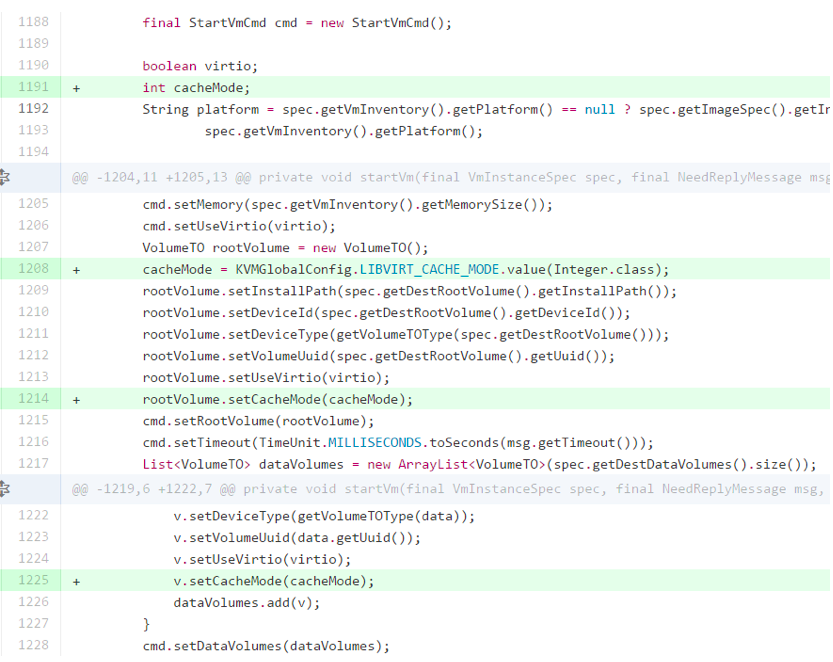 1188 final StartVmCmd cmd = new StartVmCmd();
1189
1190 boolean virtio;
1191 + int cacheMode;
1192 String platform = spec.getVmInventory().getPlatform() == null ? spec.getImageSpec().getIn
1193 spec.getVmInventory().getPlatform();
1194
@@ -1204,11 +1205,13 @@ private void startVm(final VmInstanceSpec spec, final NeedReplyMessage msg
1205 cmd.setMemory(spec.getVmInventory().getMemorySize());
1206 cmd.setUseVirtio(virtio);
1207 VolumeTO rootVolume = new VolumeTO();
1208 + cacheMode = KVMGlobalConfig.LIBVIRT_CACHE_MODE.value(Integer.class);
1209 rootVolume.setInstallPath(spec.getDestRootVolume().getInstallPath());
1210 rootVolume.setDeviceId(spec.getDestRootVolume().getDeviceId());
1211 rootVolume.setDeviceType(getVolumeTOType(spec.getDestRootVolume()));
1212 rootVolume.setVolumeUuid(spec.getDestRootVolume().getUuid());
1213 rootVolume.setUseVirtio(virtio);
1214 + rootVolume.setCacheMode(cacheMode);
1215 cmd.setRootVolume(rootVolume);
1216 cmd.setTimeout(TimeUnit.MILLISECONDS.toSeconds(msg.getTimeout()));
1217 List<VolumeTO> dataVolumes = new ArrayList<VolumeTO>(spec.getDestDataVolumes().size());
@@ -1219,6 +1222,7 @@ private void startVm(final VmInstanceSpec spec, final NeedReplyMessage msg,
1222 v.setDeviceType(getVolumeTOType(data));
1223 v.setVolumeUuid(data.getUuid());
1224 v.setUseVirtio(virtio);
1225 + v.setCacheMode(cacheMode);
1226 dataVolumes.add(v);
1227 }
1228 cmd.setDataVolumes(dataVolumes);